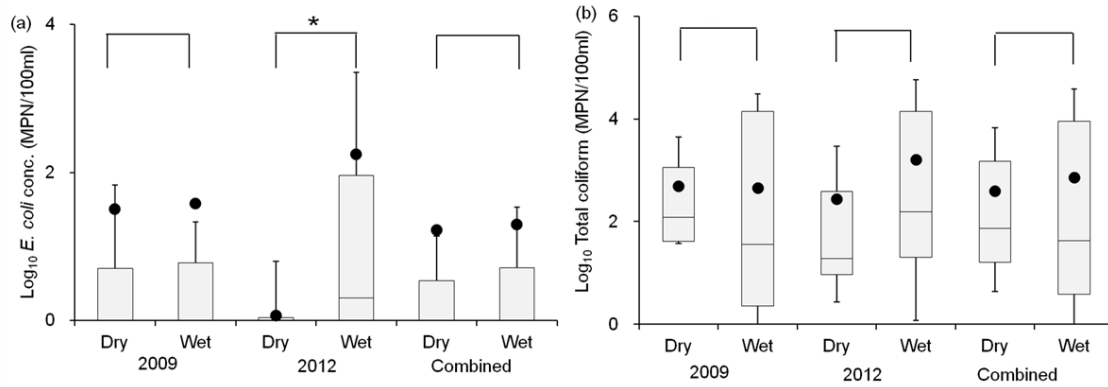 (a)
Log10 E. coli conc. (MPN/100ml)
4
2
0
*
Dry Wet Dry Wet Dry Wet
2009 2012 Combined
(b)
Log10 Total coliform (MPN/100ml)
6
4
2
0
Dry Wet Dry Wet Dry Wet
2009 2012 Combined